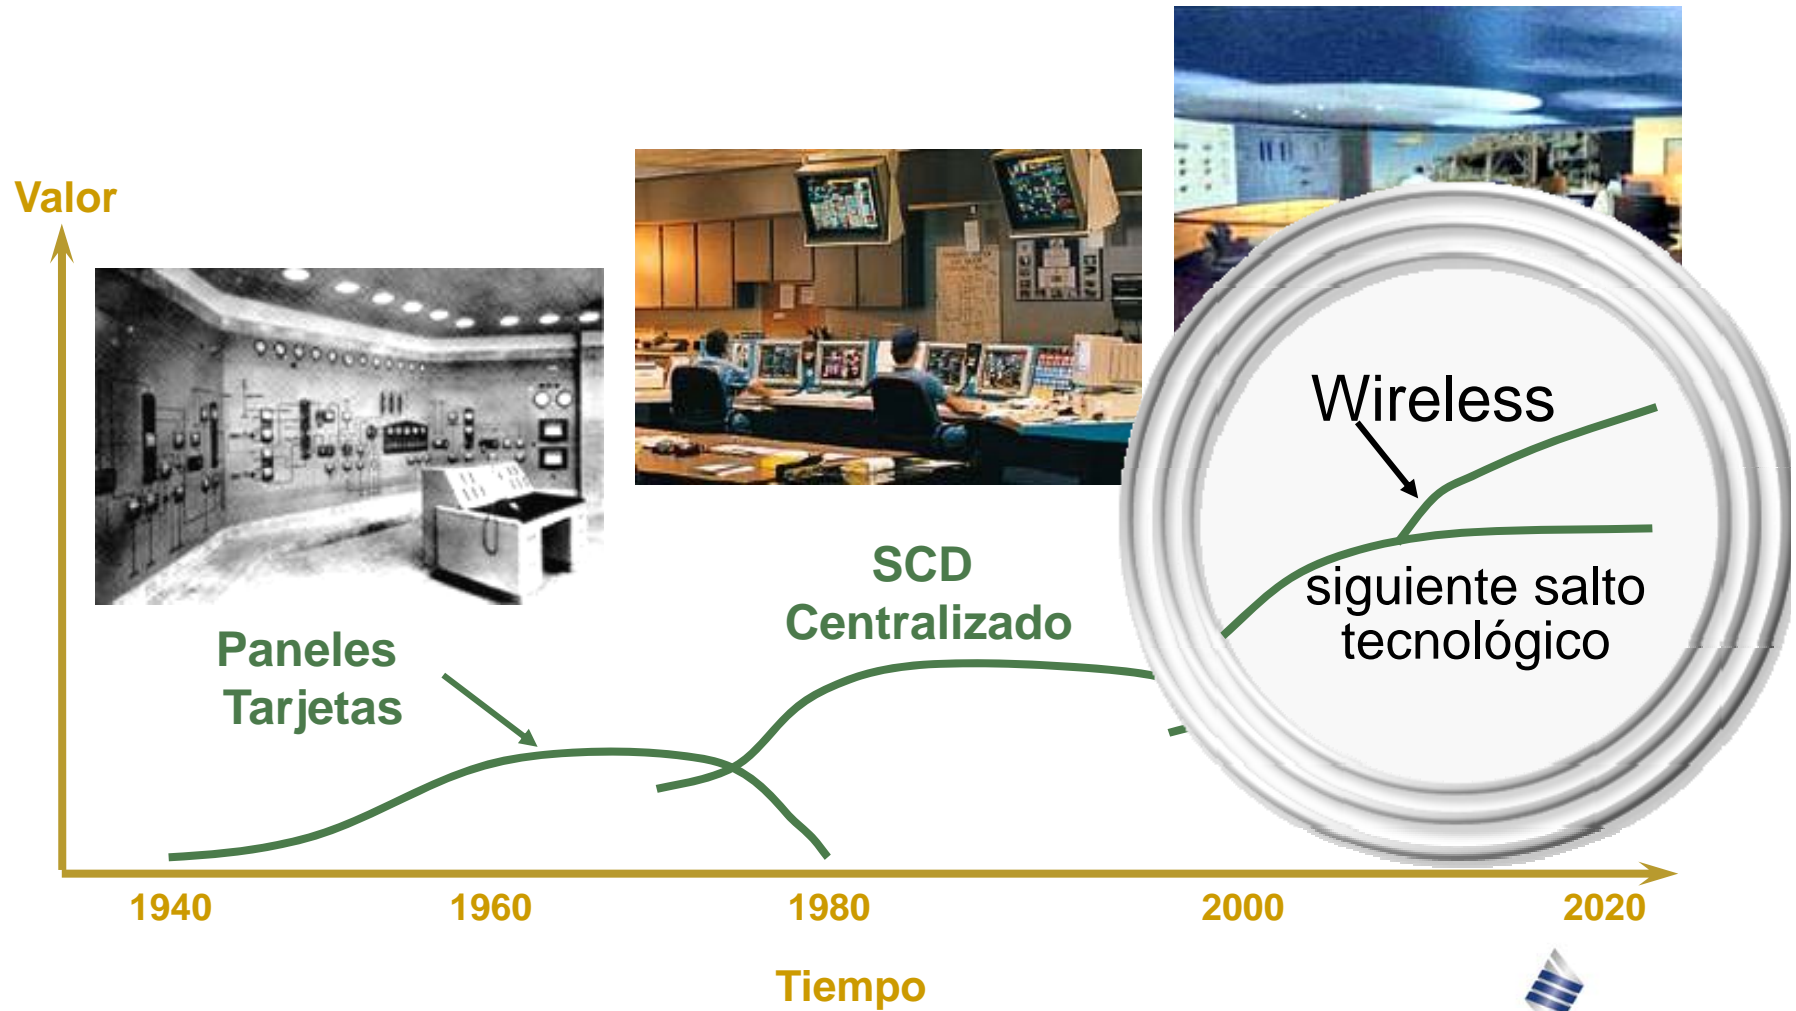 Valor
Wireless
siguiente salto
tecnológico
SCD
Centralizado
Paneles
Tarjetas
1940
1960
1980
2000
2020
Tiempo